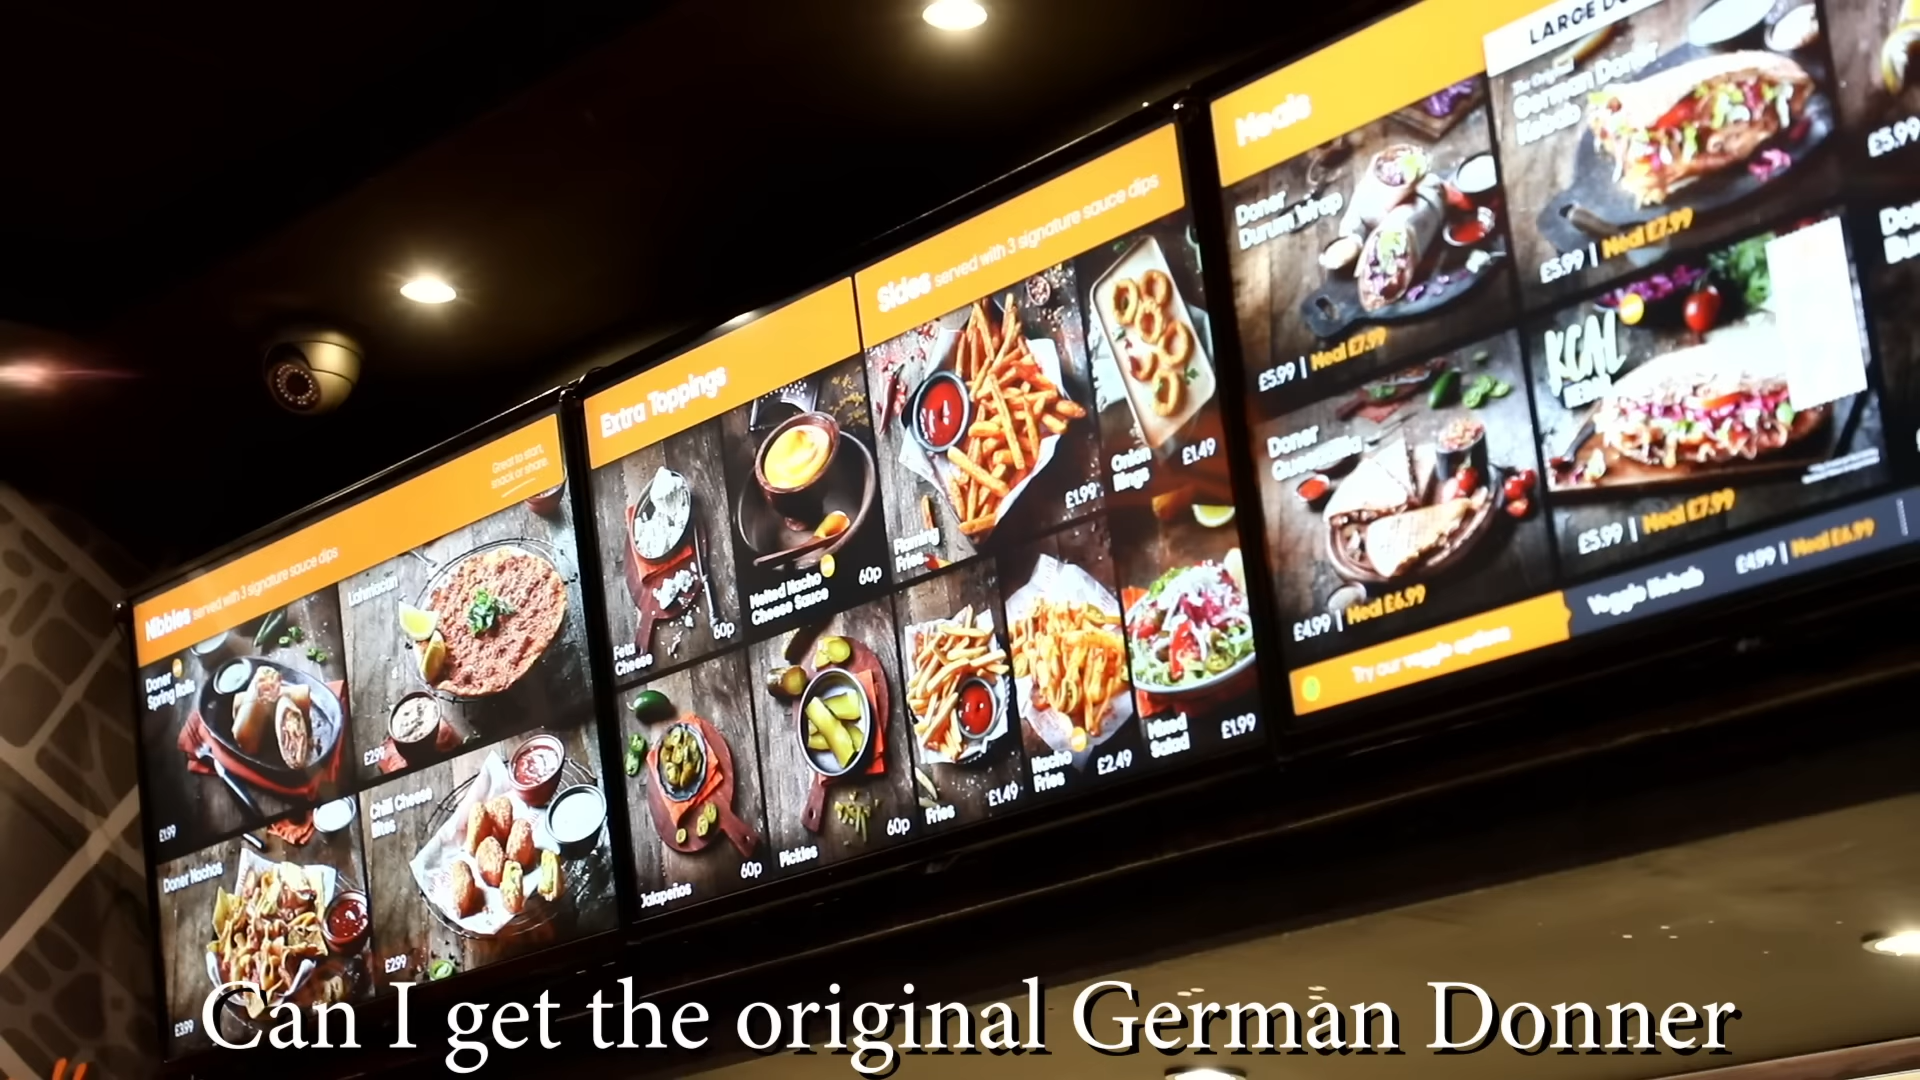 Nibbles served with 3 signature sauce dips
Great to start,
snack or share.
Doner
Spring Rolls
£1.99
Lahmacun
£2.99
Doner Nachos
£3.99
Chilli Cheese
Bites
£2.99
Extra Toppings
Feta
Cheese
60p
Melted Nacho
Cheese Sauce
60p
Jalapeños
60p
Pickles
60p
Sides served with 3 signature sauce dips
Flaming
Fries
£1.99
Onion
Rings
£1.49
Fries
£1.49
Nacho
Fries
£2.49
Mixed
Salad
£1.99
Meals
Doner
Durum Wrap
£5.99 | Meal £7.99
LARGE
The Original
German Doner
Kebab
£5.99 | Meal £7.99
Doner
Quesadilla
£4.99 | Meal £6.99
KCAL
£5.99 | Meal £7.99
£5.99
Try our veggie options
Veggie Kebab
£4.99 | Meal £6.99
Can I get the original German Donner